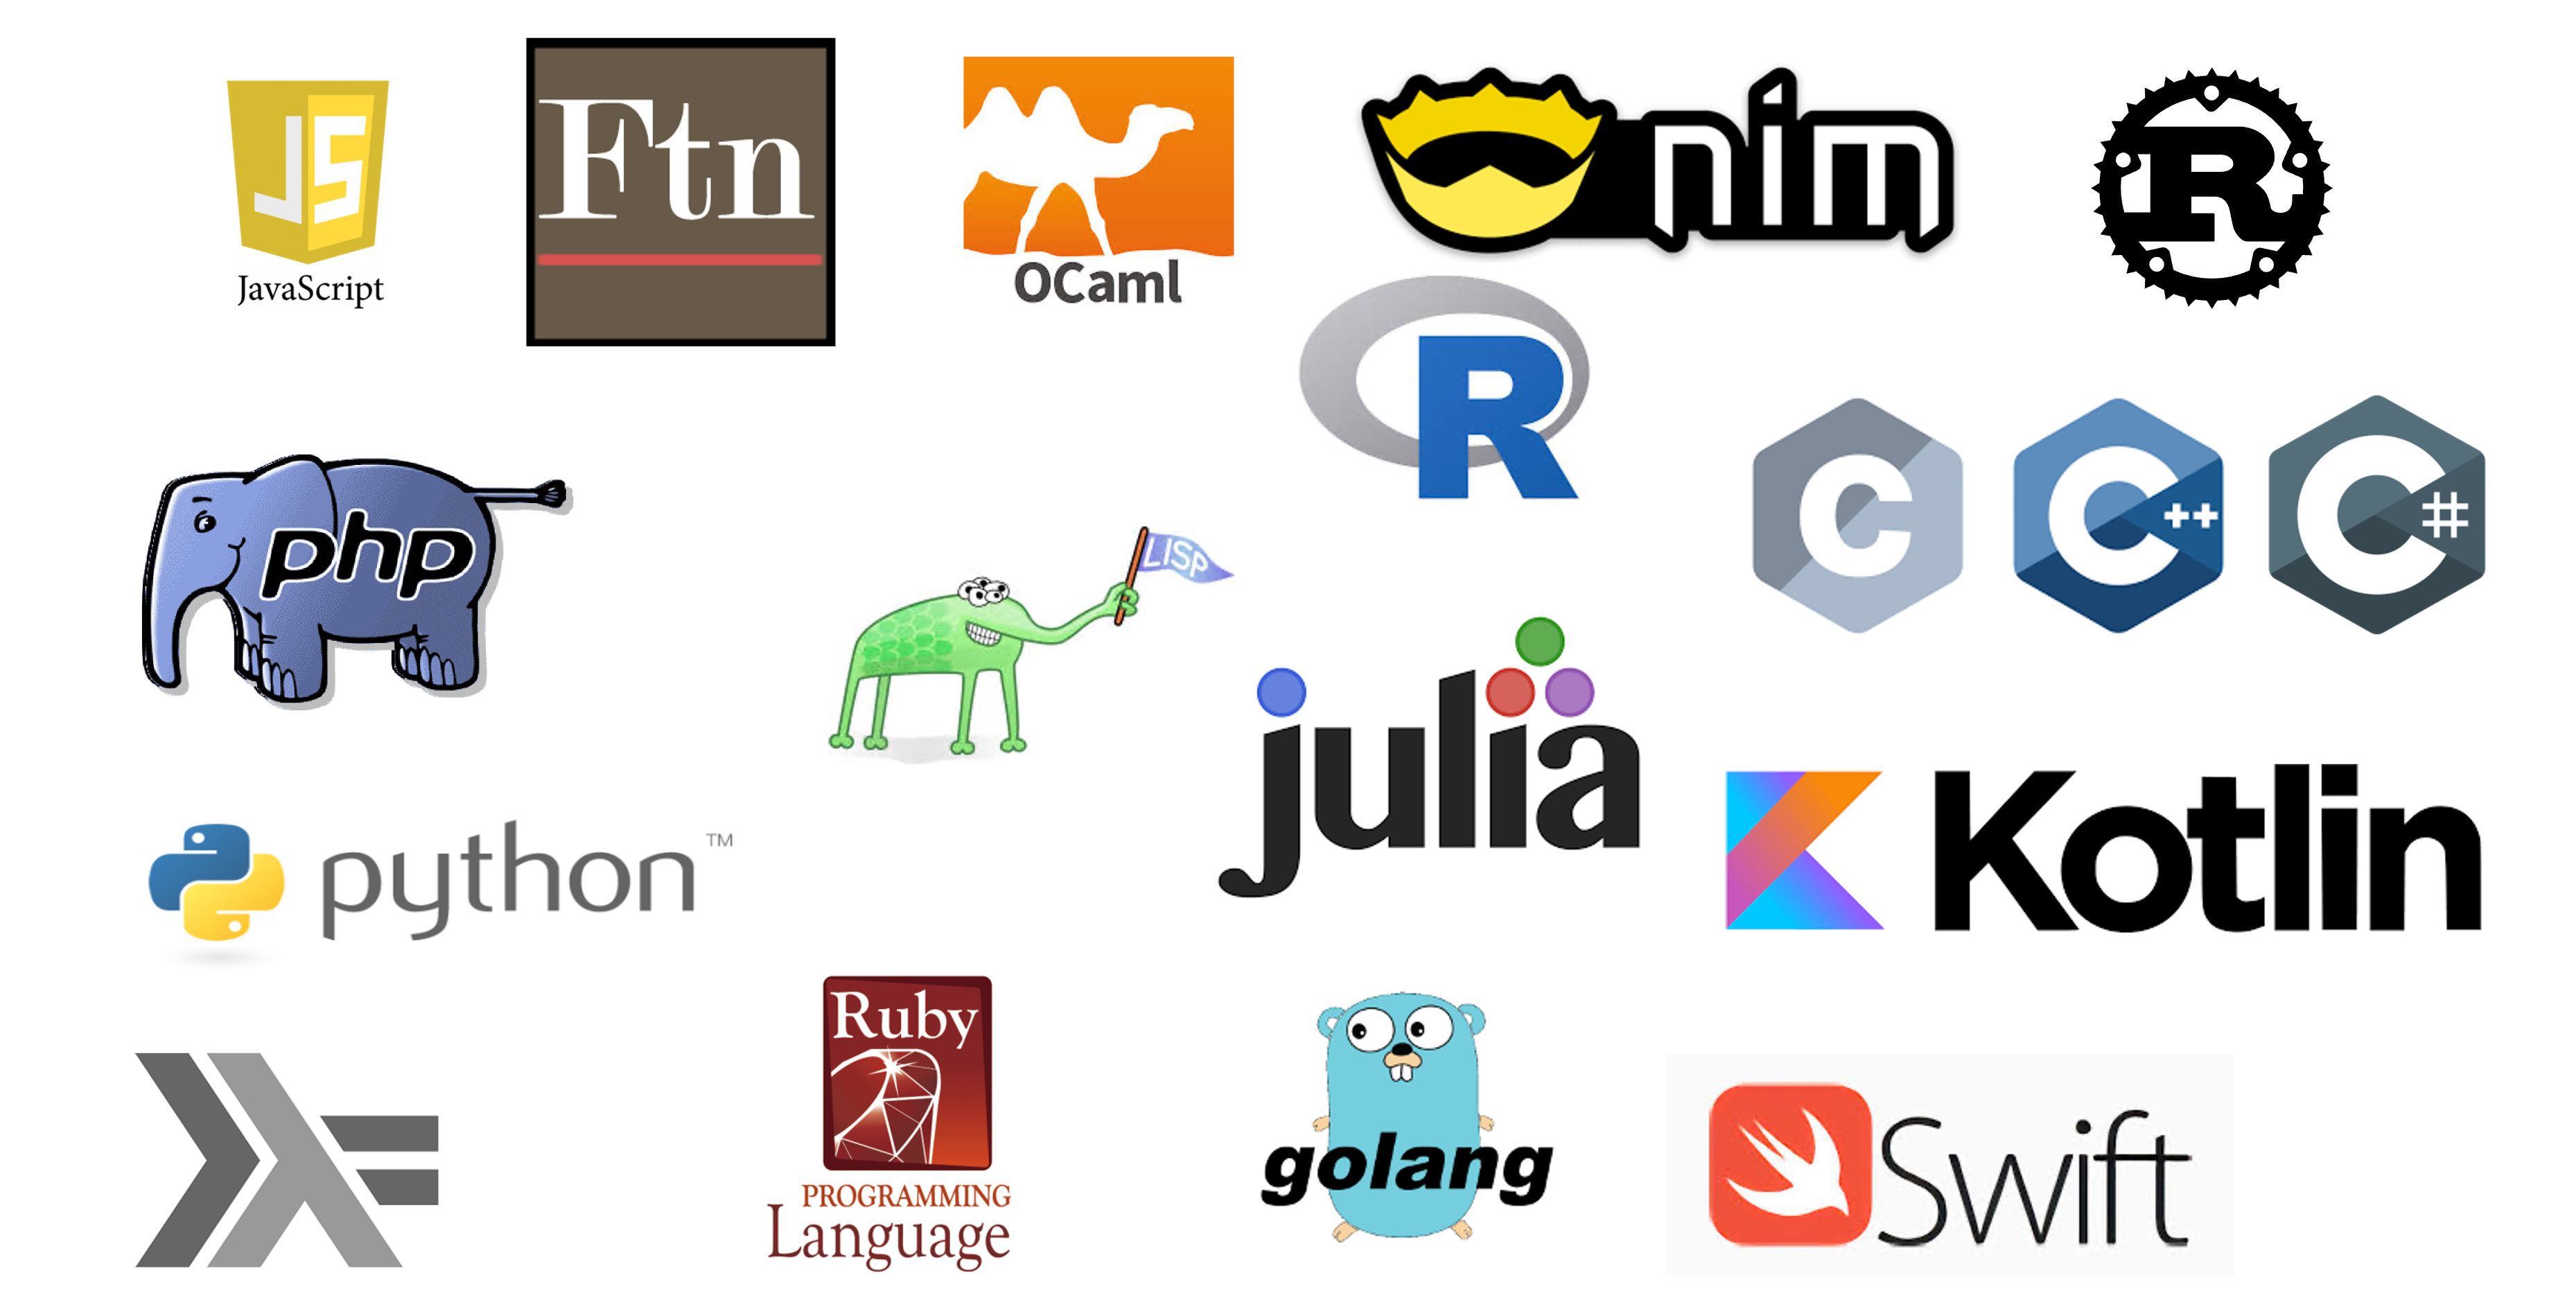 JS
JavaScript
Ftn
OCaml
nim
R
R
php
LISP
C
C++
C#
julia
python™
Kotlin
Ruby
PROGRAMMING
Language
golang
Swift